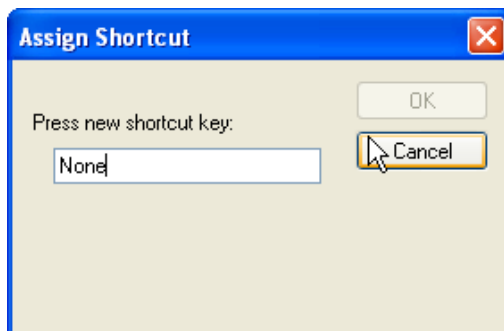 Assign Shortcut
OK
Press new shortcut key:
Cancel
None